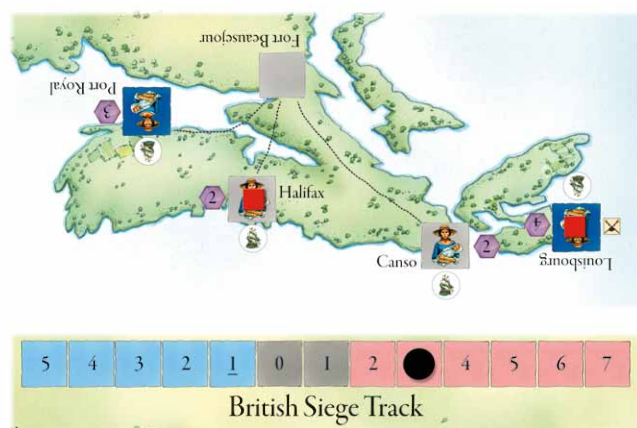 Fort Beausejour
Port Royal
3
2
Halifax
Canso
2
4
Louisbourg
5 4 3 2 1 0 1 2 4 5 6 7
British Siege Track